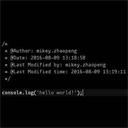 /*
 * @Author: mikey.zhaopeng
 * @Date: 2016-08-09 13:18:58
 * @Last Modified by: mikey.zhaopeng
 * @Last Modified time: 2016-08-09 13:19:11
 */

console.log('hello world!');